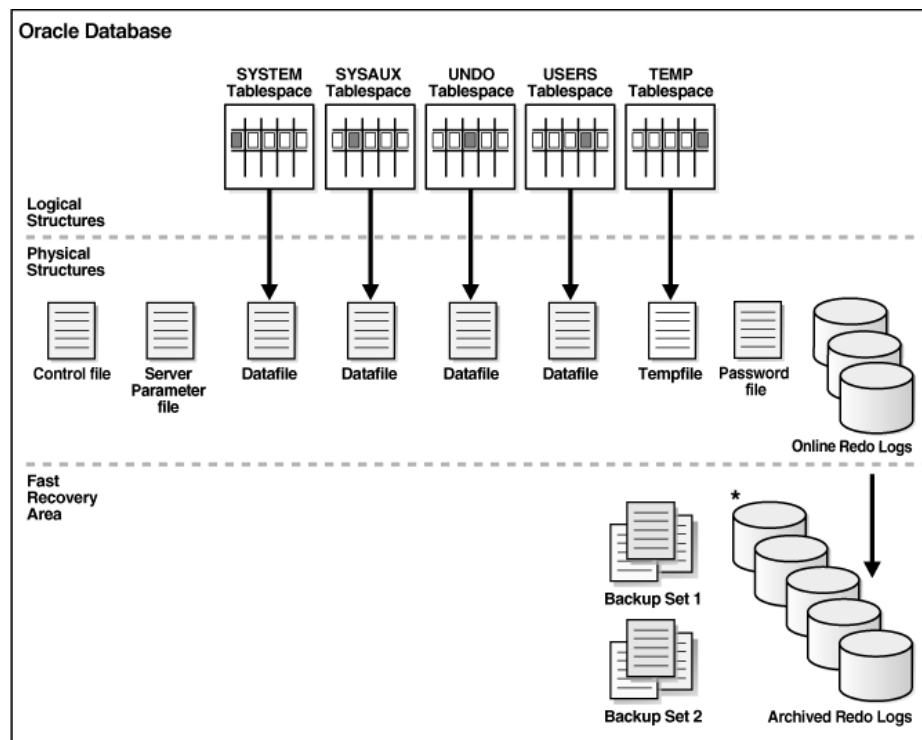 Oracle Database
SYSTEM
Tablespace
SYSAUX
Tablespace
UNDO
Tablespace
USERS
Tablespace
TEMP
Tablespace
Logical
Structures
Physical
Structures
Control file
Server
Parameter
file
Datafile
Datafile
Datafile
Datafile
Tempfile
Password
file
Online Redo Logs
Fast
Recovery
Area
*
Backup Set 1
Backup Set 2
Archived Redo Logs